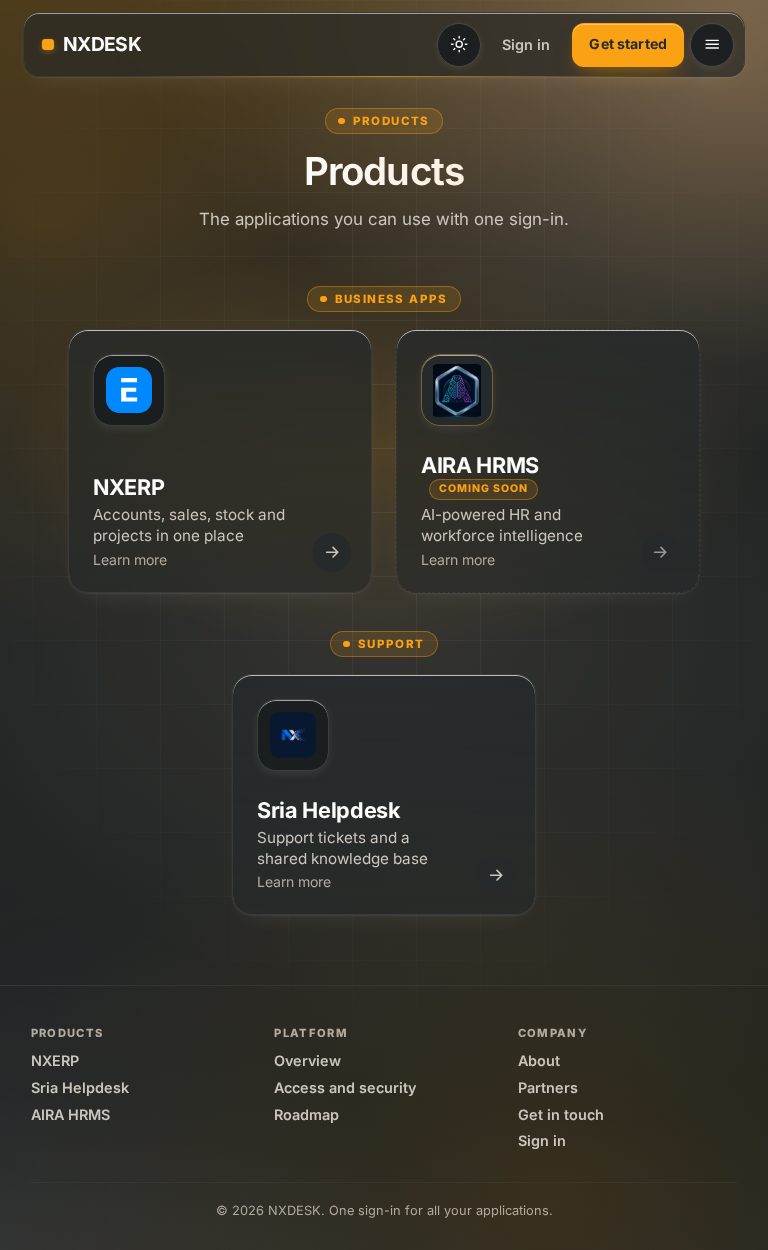 NXDESK
Sign in
Get started
PRODUCTS
Products
The applications you can use with one sign-in.
BUSINESS APPS
NXERP
Accounts, sales, stock and
projects in one place
Learn more
AIRA HRMS
COMING SOON
AI-powered HR and
workforce intelligence
Learn more
SUPPORT
NX
Sria Helpdesk
Support tickets and a
shared knowledge base
Learn more
PRODUCTS
NXERP
Sria Helpdesk
AIRA HRMS
PLATFORM
Overview
Access and security
Roadmap
COMPANY
About
Partners
Get in touch
Sign in
© 2026 NXDESK. One sign-in for all your applications.